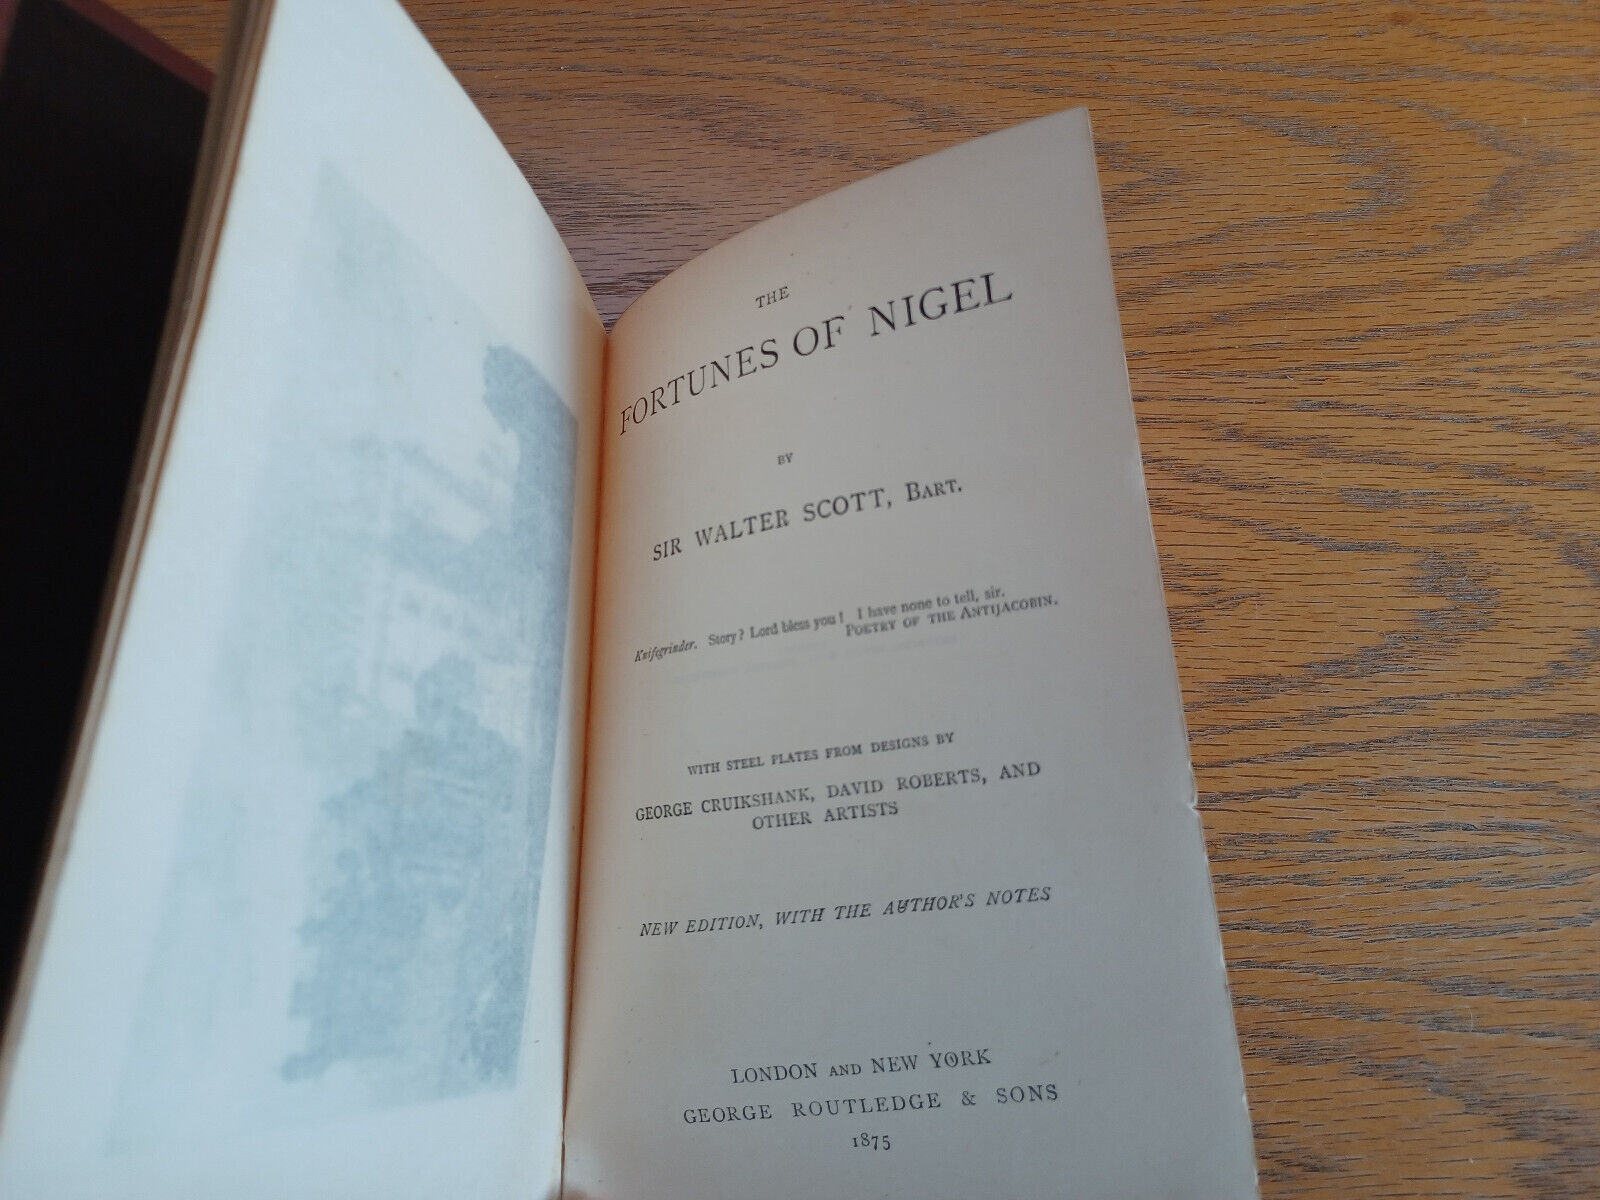 THE
FORTUNES OF NIGEL
BY
SIR WALTER SCOTT, BART.
Knifegrinder. Story? Lord bless you! I have none to tell, sir.
POETRY OF THE ANTIJACOBIN.
WITH STEEL PLATES FROM DESIGNS BY
GEORGE CRUIKSHANK, DAVID ROBERTS, AND
OTHER ARTISTS
NEW EDITION, WITH THE AUTHOR'S NOTES
LONDON AND NEW YORK
GEORGE ROUTLEDGE & SONS
1875